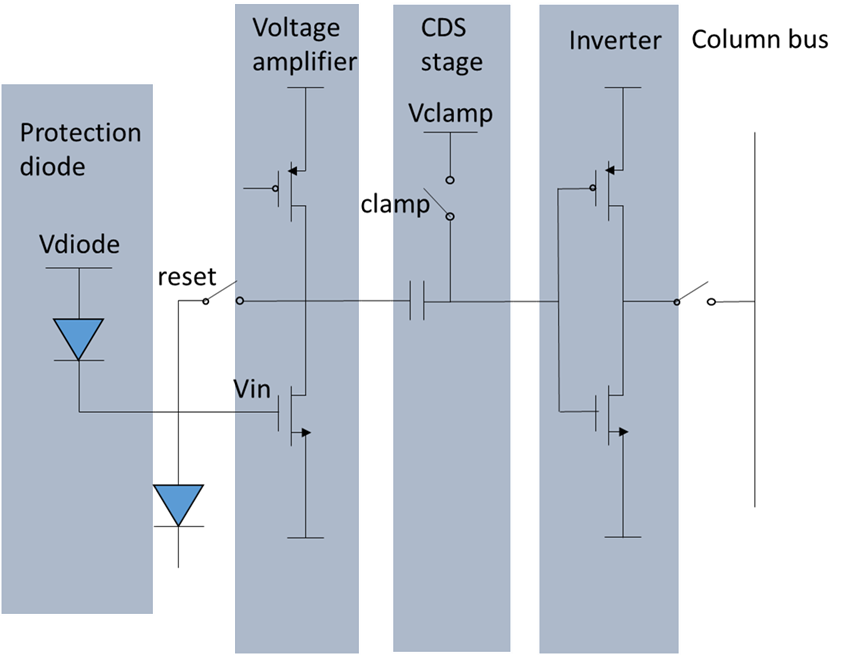 Protection
diode
Vdiode
reset
Voltage
amplifier
Vin
CDS
stage
Vclamp
clamp
Inverter
Column bus